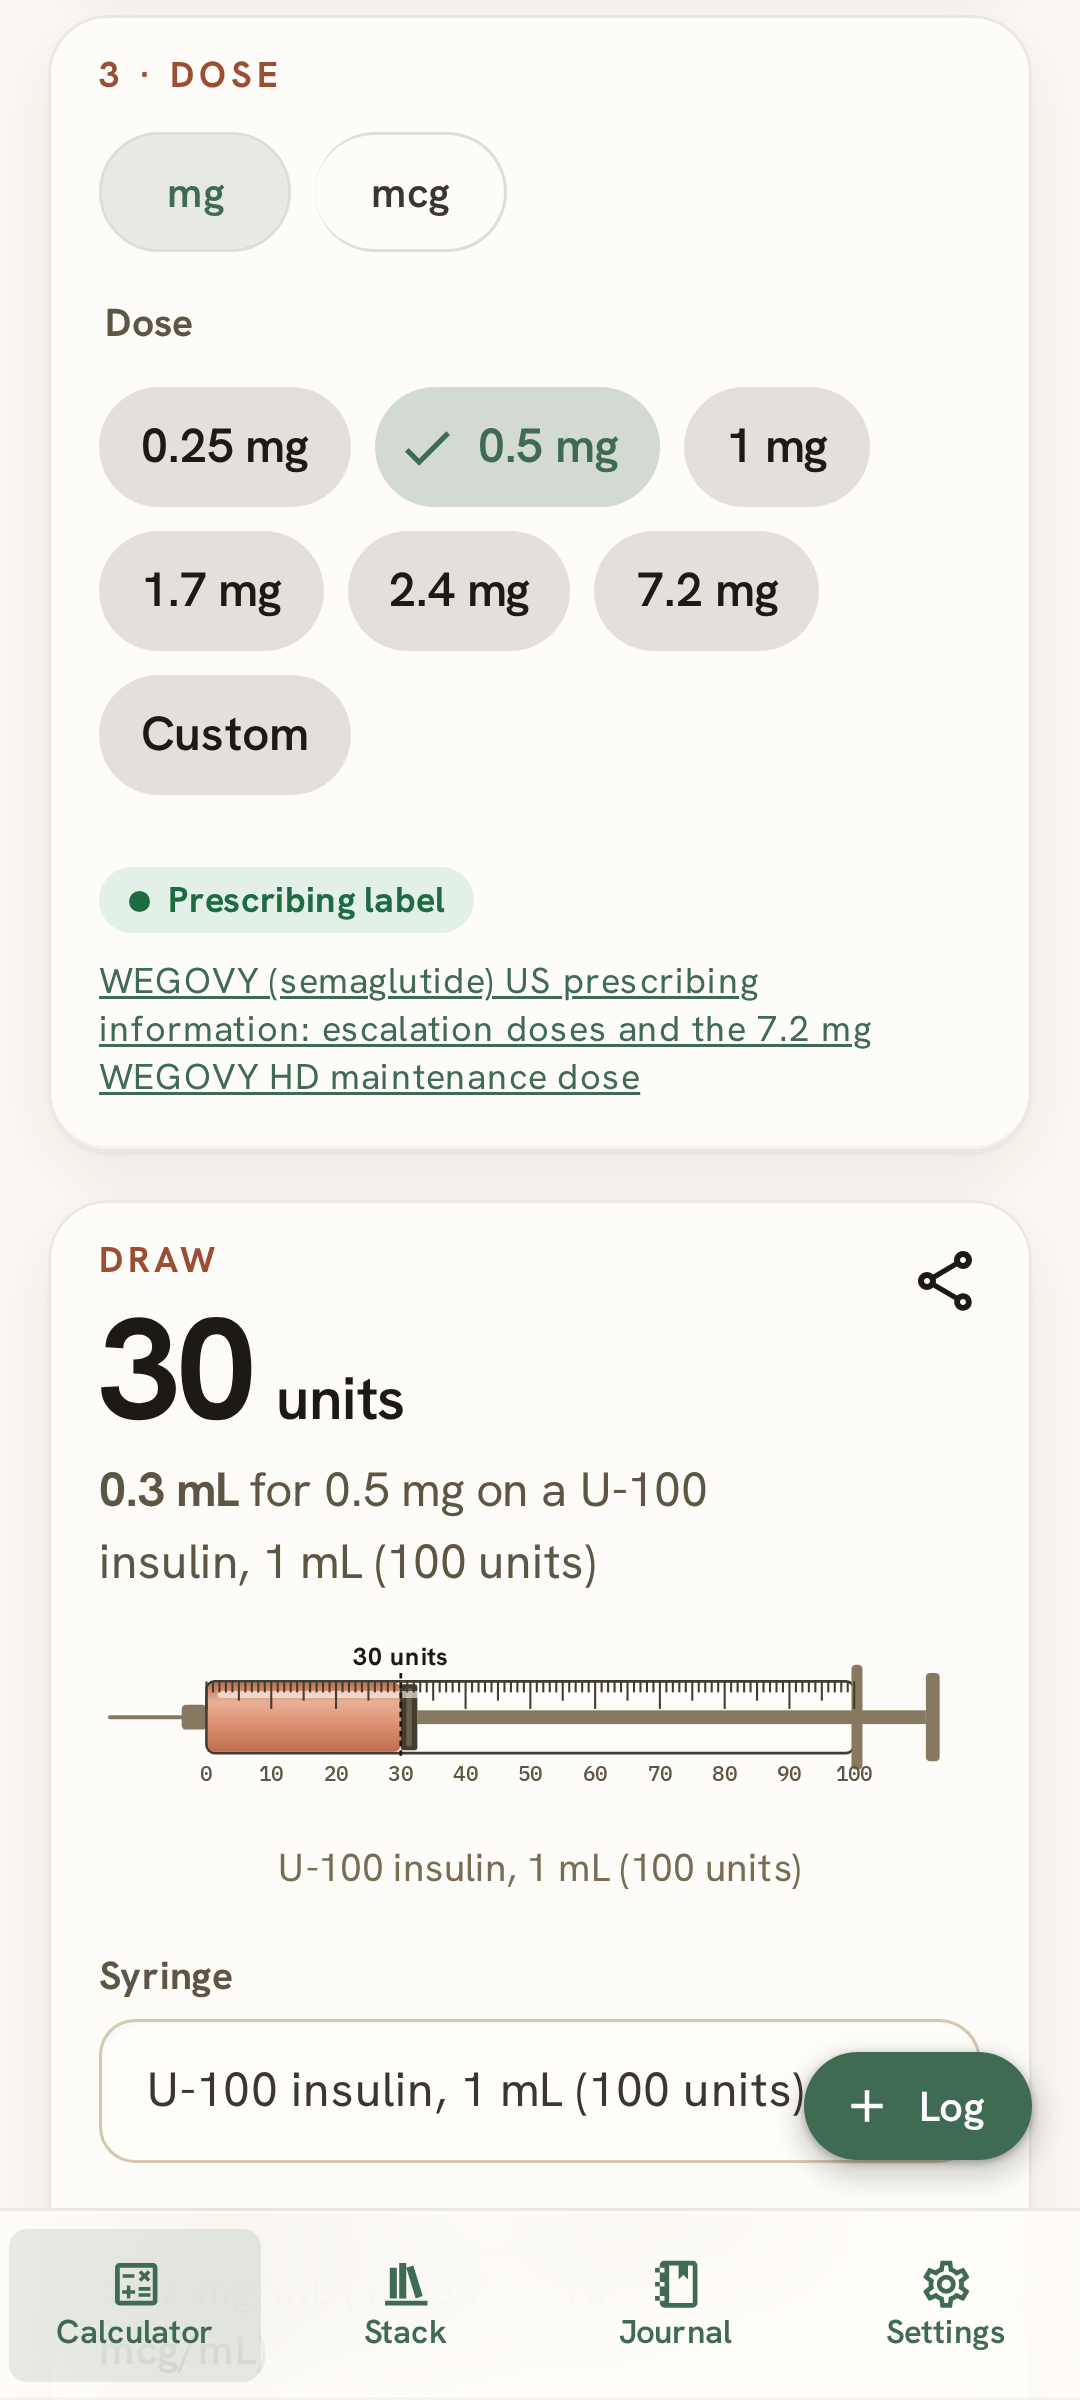 3 · DOSE
mg mcg
Dose
0.25 mg 0.5 mg 1 mg
1.7 mg 2.4 mg 7.2 mg
Custom
Prescribing label
WEGOVY (semaglutide) US prescribing
information: escalation doses and the 7.2 mg
WEGOVY HD maintenance dose
DRAW
30 units
0.3 mL for 0.5 mg on a U-100
insulin, 1 mL (100 units)
30 units
0 10 20 30 40 50 60 70 80 90 100
U-100 insulin, 1 mL (100 units)
Syringe
U-100 insulin, 1 mL (100 units)
Log
Calculator Stack Journal Settings
mcg/mL)